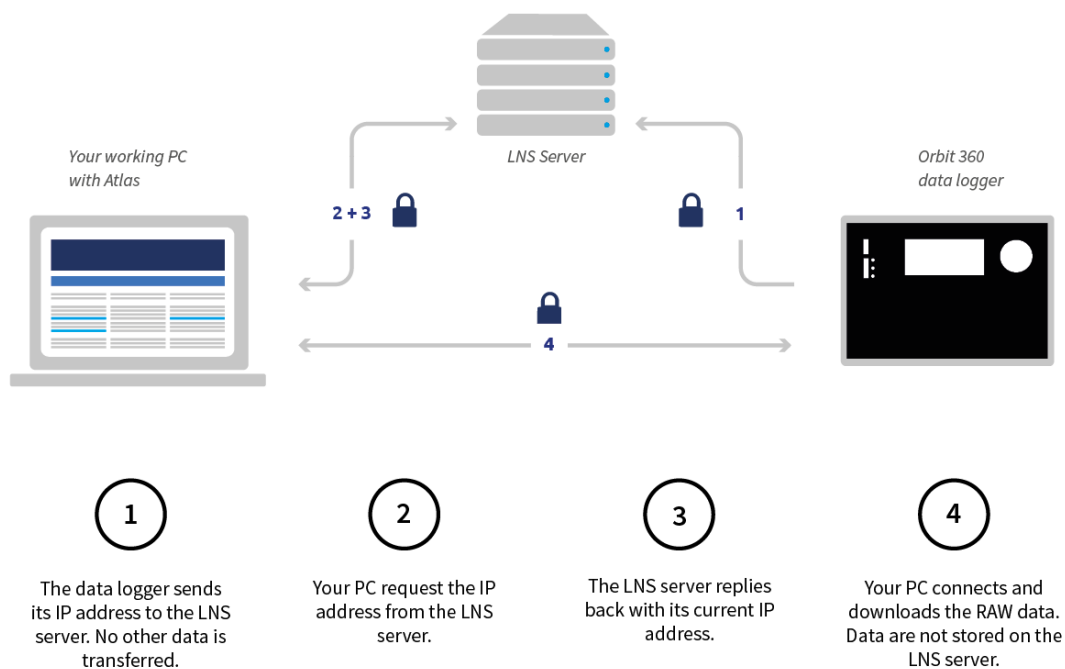 LNS Server
Your working PC
with Atlas
Orbit 360
data logger
2 + 3
1
4
1
2
3
4
The data logger sends
its IP address to the LNS
server. No other data is
transferred.
Your PC request the IP
address from the LNS
server.
The LNS server replies
back with its current IP
address.
Your PC connects and
downloads the RAW data.
Data are not stored on the
LNS server.